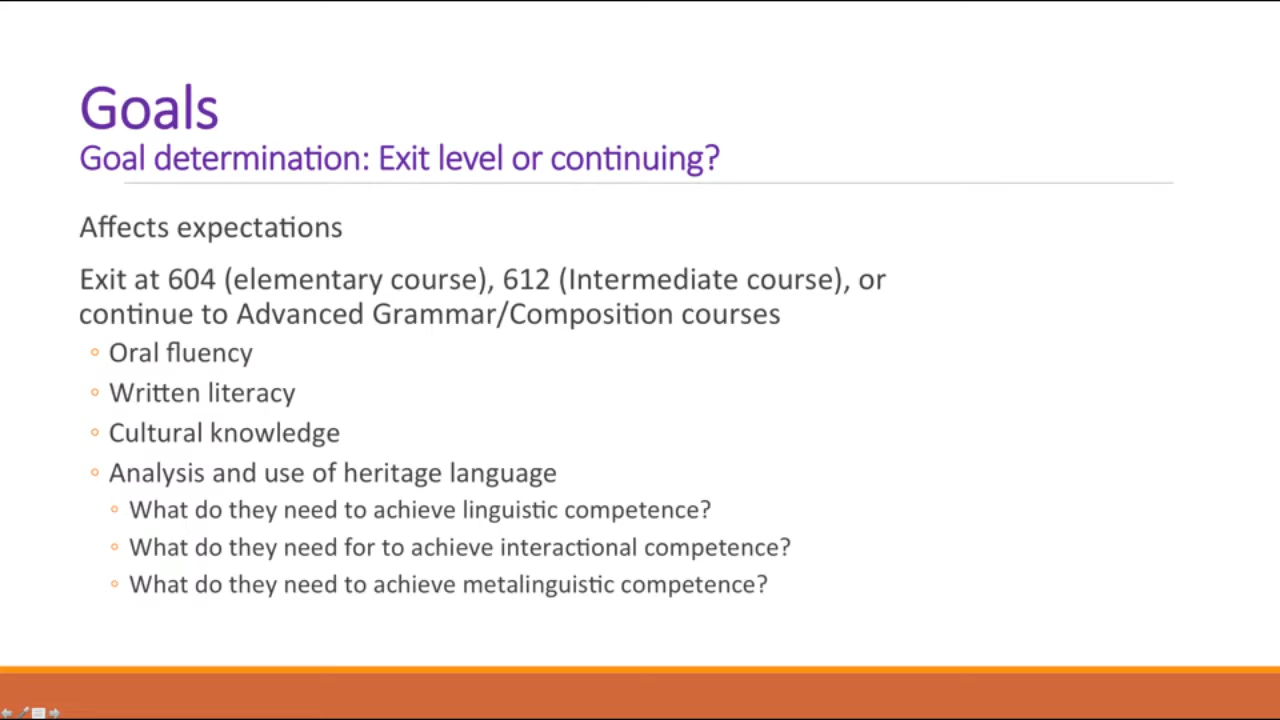 Goals
Goal determination: Exit level or continuing?
Affects expectations
Exit at 604 (elementary course), 612 (Intermediate course), or
continue to Advanced Grammar/Composition courses
◦ Oral fluency
◦ Written literacy
◦ Cultural knowledge
◦ Analysis and use of heritage language
◦ What do they need to achieve linguistic competence?
◦ What do they need for to achieve interactional competence?
◦ What do they need to achieve metalinguistic competence?